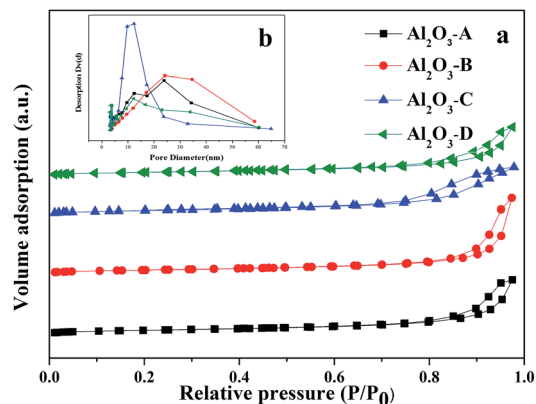 b
a
Desorption Dv(d)
0 10 20 30 40 50 60 70
Pore Diameter(nm)
Al₂O₃-A
Al₂O₃-B
Al₂O₃-C
Al₂O₃-D
Volume adsorption (a.u.)
0.0 0.2 0.4 0.6 0.8 1.0
Relative pressure (P/P₀)